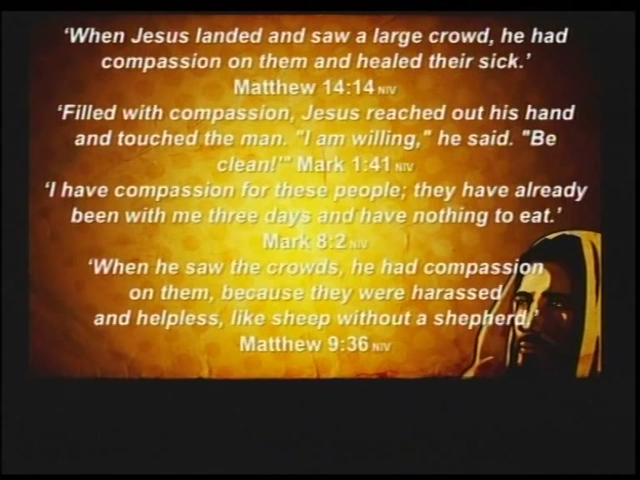 ‘When Jesus landed and saw a large crowd, he had
compassion on them and healed their sick.’
Matthew 14:14 NIV
‘Filled with compassion, Jesus reached out his hand
and touched the man. "I am willing," he said. "Be
clean!’" Mark 1:41 NIV
‘I have compassion for these people; they have already
been with me three days and have nothing to eat.’
Mark 8:2 NIV
‘When he saw the crowds, he had compassion
on them, because they were harassed
and helpless, like sheep without a shepherd.’
Matthew 9:36 NIV